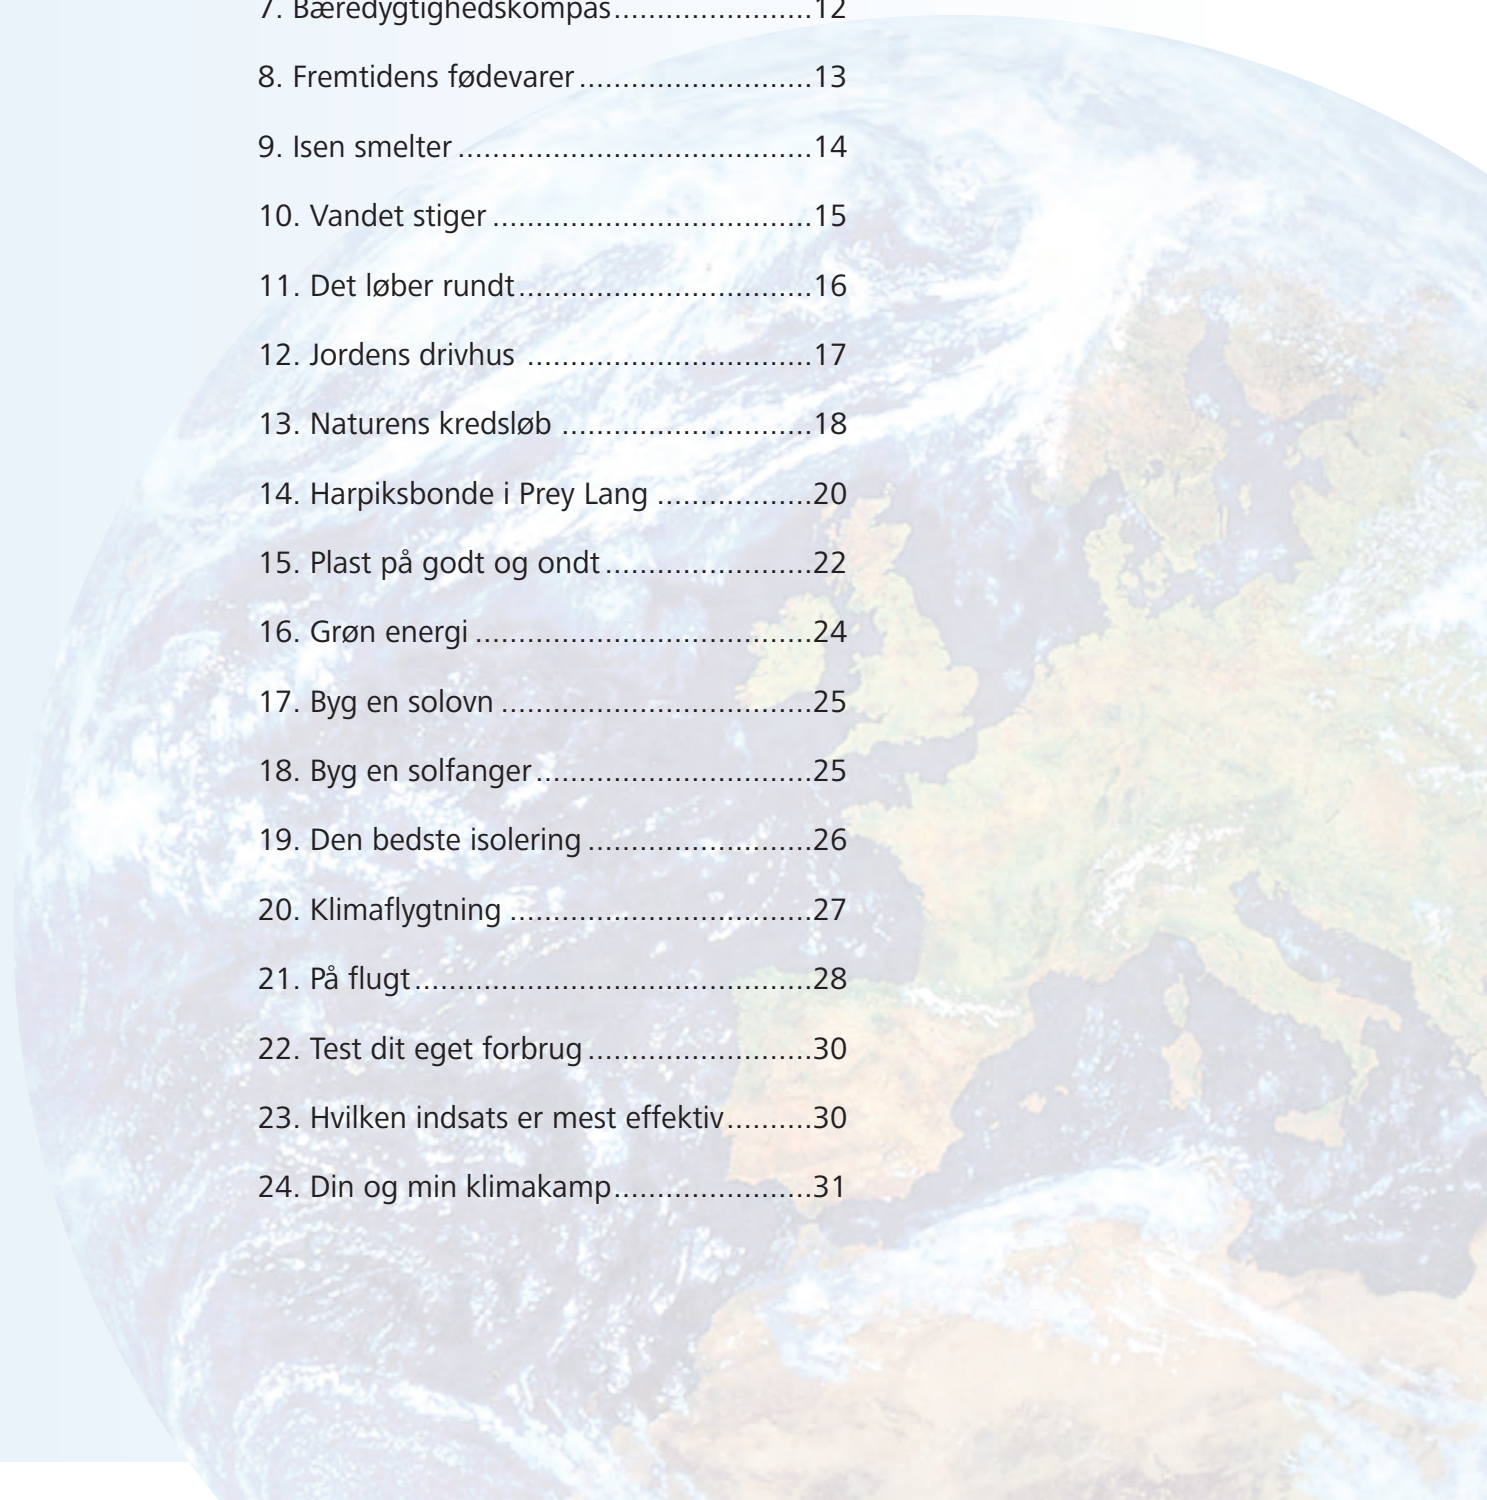 7. Bæredygtighedskompas.......................12
8. Fremtidens fødevarer...........................13
9. Isen smelter.........................................14
10. Vandet stiger.....................................15
11. Det løber rundt..................................16
12. Jordens drivhus .................................17
13. Naturens kredsløb .............................18
14. Harpiksbonde i Prey Lang ..................20
15. Plast på godt og ondt........................22
16. Grøn energi.......................................24
17. Byg en solovn....................................25
18. Byg en solfanger................................25
19. Den bedste isolering..........................26
20. Klimaflygtning...................................27
21. På flugt..............................................28
22. Test dit eget forbrug..........................30
23. Hvilken indsats er mest effektiv..........30
24. Din og min klimakamp.......................31